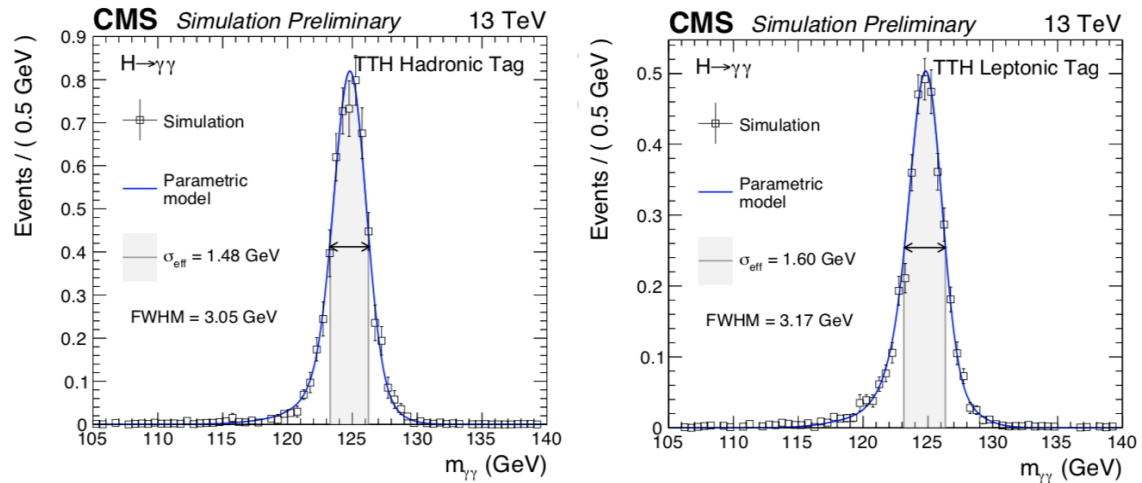 CMS Simulation Preliminary 13 TeV
Events / ( 0.5 GeV )
0.9
0.8
0.7
0.6
0.5
0.4
0.3
0.2
0.1
0
H→γγ
TTH Hadronic Tag
Simulation
Parametric
model
σeff = 1.48 GeV
FWHM = 3.05 GeV
105 110 115 120 125 130 135 140
mγγ (GeV)
CMS Simulation Preliminary 13 TeV
Events / ( 0.5 GeV )
0.5
0.4
0.3
0.2
0.1
0
H→γγ
TTH Leptonic Tag
Simulation
Parametric
model
σeff = 1.60 GeV
FWHM = 3.17 GeV
105 110 115 120 125 130 135 140
mγγ (GeV)